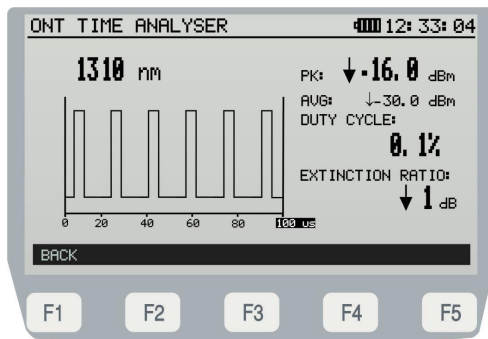 ONT TIME ANALYSER 12:33:04
1310 nm
PK: ↓-16.0 dBm
AVG: ↓-30.0 dBm
DUTY CYCLE:
0.1%
EXTINCTION RATIO:
↓ 1 dB
0 20 40 60 80 100 us
BACK
F1 F2 F3 F4 F5